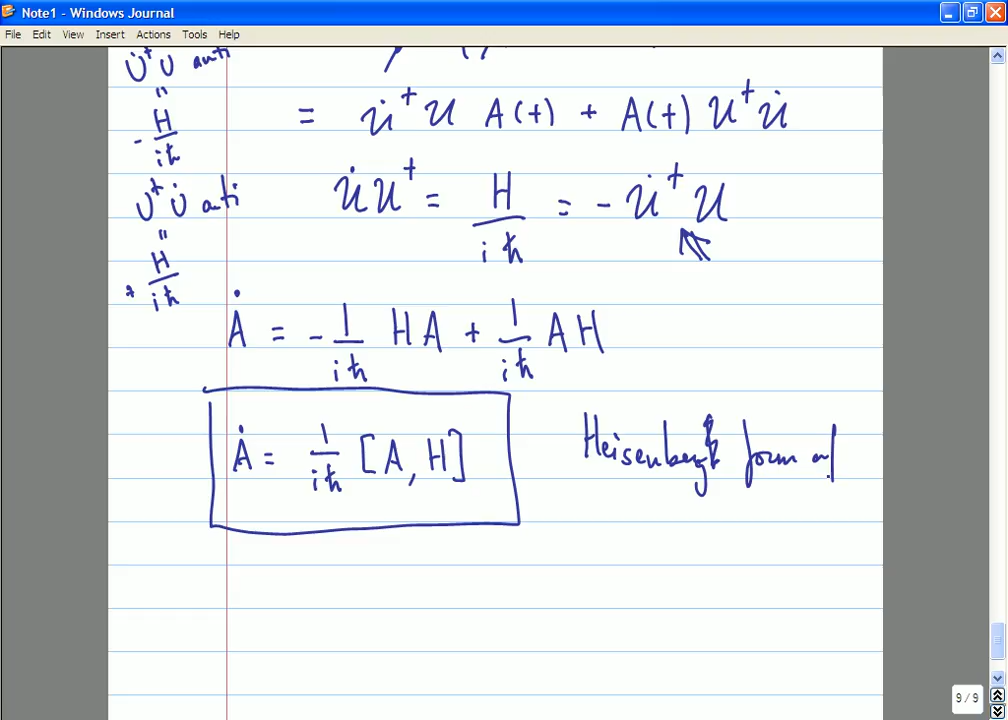 Note1 - Windows Journal
File Edit View Insert Actions Tools Help
U̇⁺U anti
"
- H/iħ
U⁺U̇ anti
"
+ H/iħ
= U̇⁺ U A(t) + A(t) U⁺ U̇
U̇ U⁺ = H/iħ = - U̇⁺ U
Ȧ = - 1/iħ HA + 1/iħ AH
Ȧ = 1/iħ [A, H]
Heisenberg form of
9/9